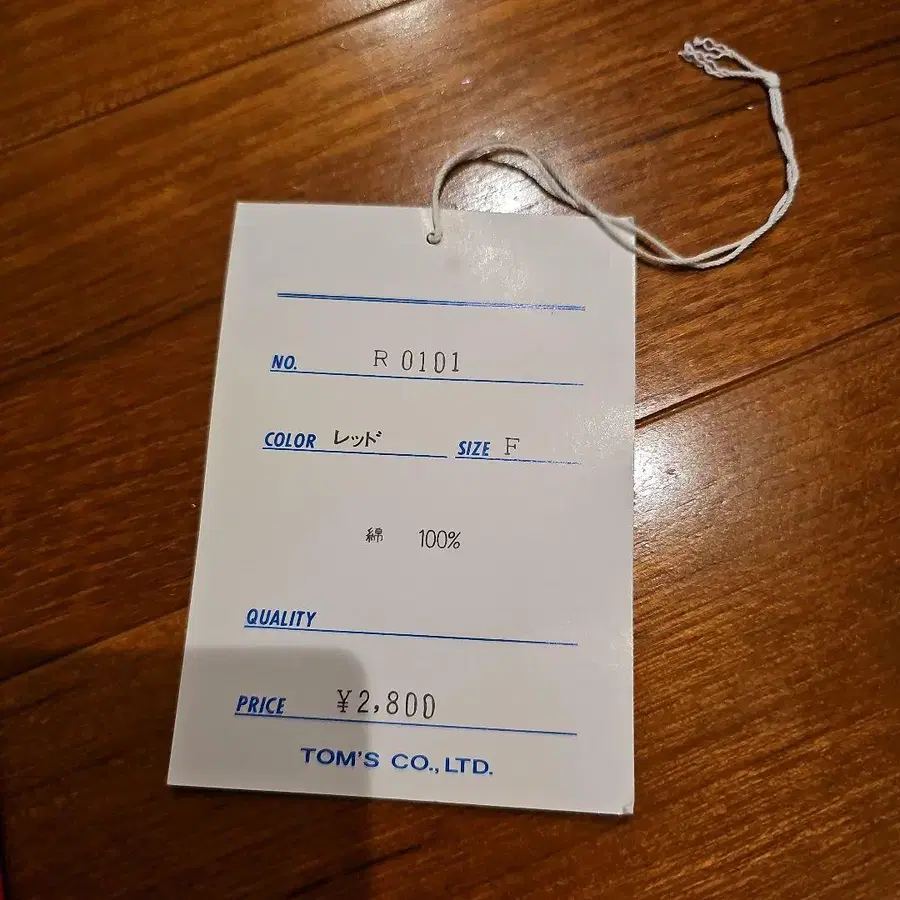 NO. R 0101
COLOR レッド SIZE F
綿 100%
QUALITY
PRICE ¥2,800
TOM'S CO.,LTD.